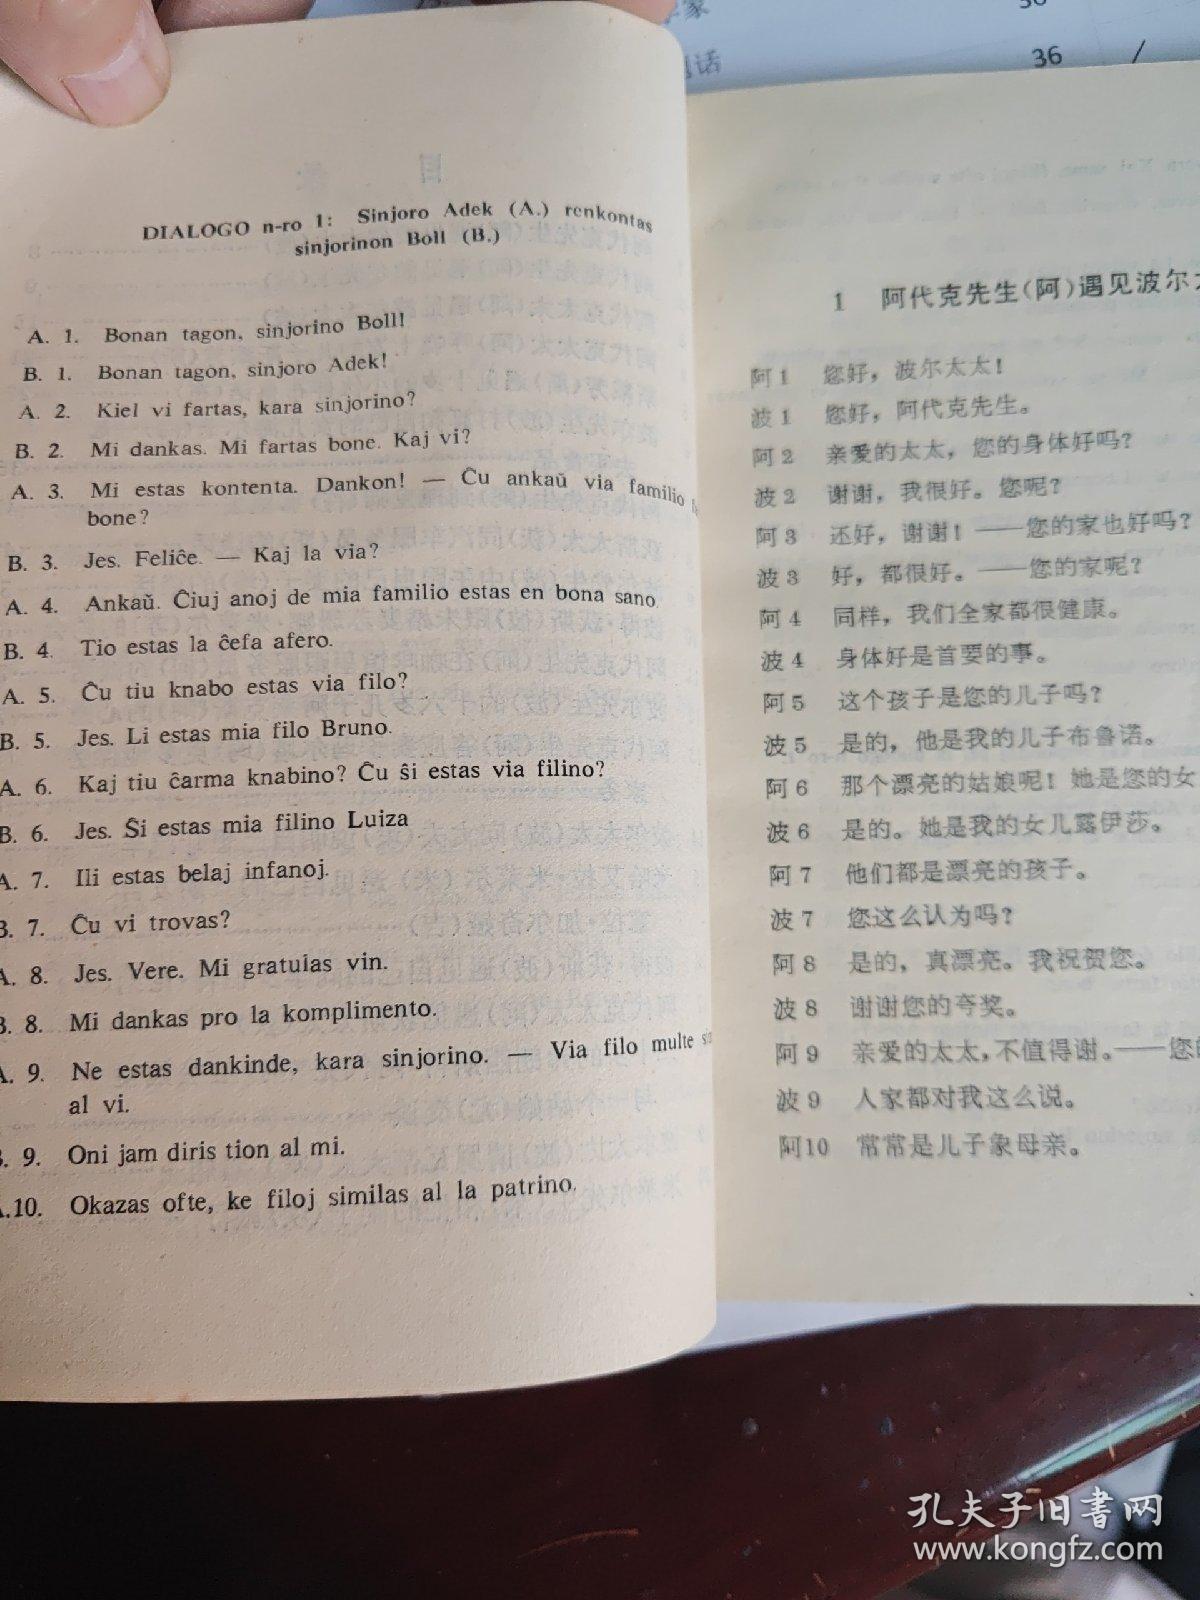 36
36
DIALOGO n-ro 1: Sinjoro Adek (A.) renkontas
sinjorinon Boll (B.)
A. 1. Bonan tagon, sinjorino Boll!
B. 1. Bonan tagon, sinjoro Adek!
A. 2. Kiel vi fartas, kara sinjorino?
B. 2. Mi dankas. Mi fartas bone. Kaj vi?
A. 3. Mi estas kontenta. Dankon! — Ĉu ankaŭ via familio
bone?
B. 3. Jes. Feliĉe. — Kaj la via?
A. 4. Ankaŭ. Ĉiuj anoj de mia familio estas en bona sano.
B. 4. Tio estas la ĉefa afero.
A. 5. Ĉu tiu knabo estas via filo?
B. 5. Jes. Li estas mia filo Bruno.
A. 6. Kaj tiu ĉarma knabino? Ĉu ŝi estas via filino?
B. 6. Jes. Ŝi estas mia filino Luiza
A. 7. Ili estas belaj infanoj.
B. 7. Ĉu vi trovas?
A. 8. Jes. Vere. Mi gratulas vin.
B. 8. Mi dankas pro la komplimento.
A. 9. Ne estas dankinde, kara sinjorino. — Via filo multe
al vi.
B. 9. Oni jam diris tion al mi.
A.10. Okazas ofte, ke filoj similas al la patrino.
1 阿代克先生(阿)遇见波尔
阿1 您好，波尔太太！
波1 您好，阿代克先生。
阿2 亲爱的太太，您的身体好吗？
波2 谢谢，我很好。您呢？
阿3 还好，谢谢！——您的家也好吗？
波3 好，都很好。——您的家呢？
阿4 同样，我们全家都很健康。
波4 身体好是首要的事。
阿5 这个孩子是您的儿子吗？
波5 是的，他是我的儿子布鲁诺。
阿6 那个漂亮的姑娘呢！她是您的女
波6 是的。她是我的女儿露伊莎。
阿7 他们都是漂亮的孩子。
波7 您这么认为吗？
阿8 是的，真漂亮。我祝贺您。
波8 谢谢您的夸奖。
阿9 亲爱的太太，不值得谢。——您的
波9 人家都对我这么说。
阿10 常常是儿子象母亲。
孔夫子旧书网
www.kongfz.com